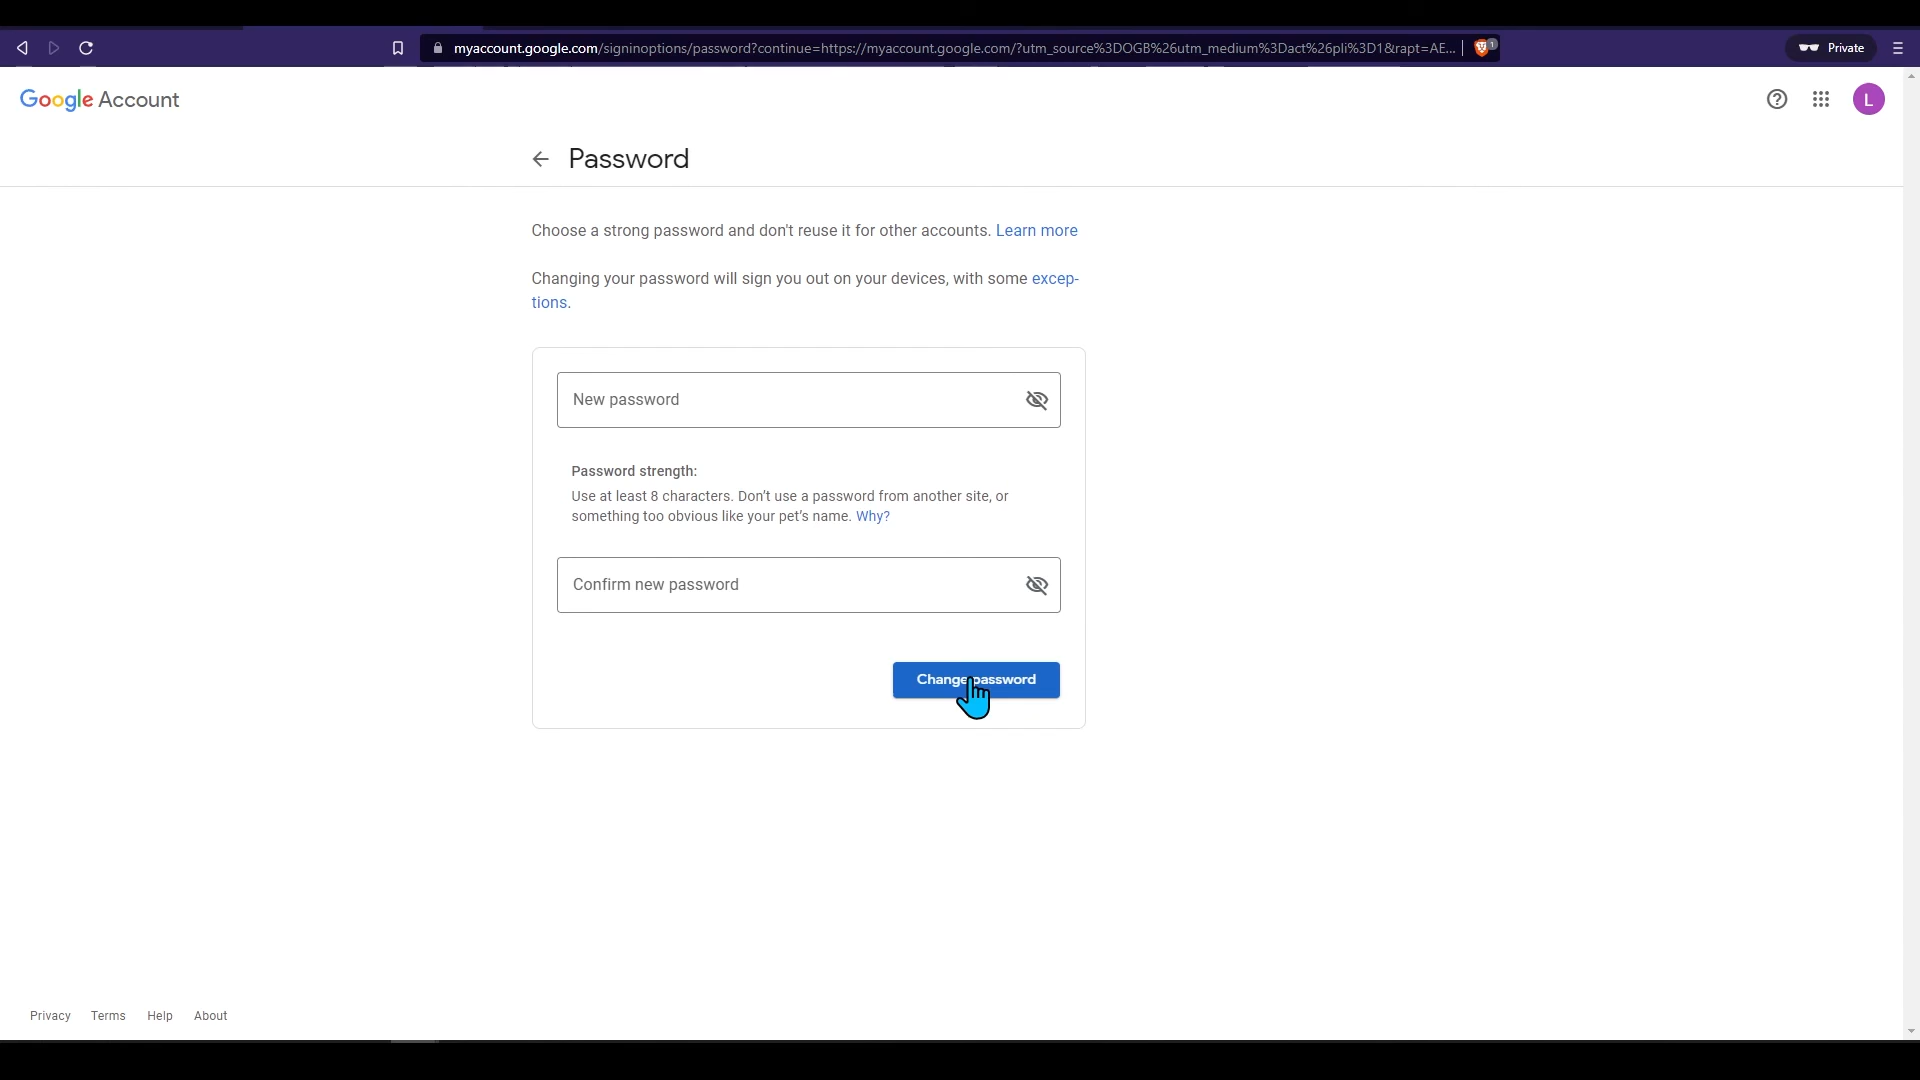 myaccount.google.com/signinoptions/password?continue=https://myaccount.google.com/?utm_source%3DOGB%26utm_medium%3Dact%26pli%3D1&rapt=AE...
1
Private
Google Account
L
Password
Choose a strong password and don't reuse it for other accounts. Learn more
Changing your password will sign you out on your devices, with some excep-
tions.
New password
Password strength:
Use at least 8 characters. Don’t use a password from another site, or
something too obvious like your pet’s name. Why?
Confirm new password
Change password
Privacy Terms Help About